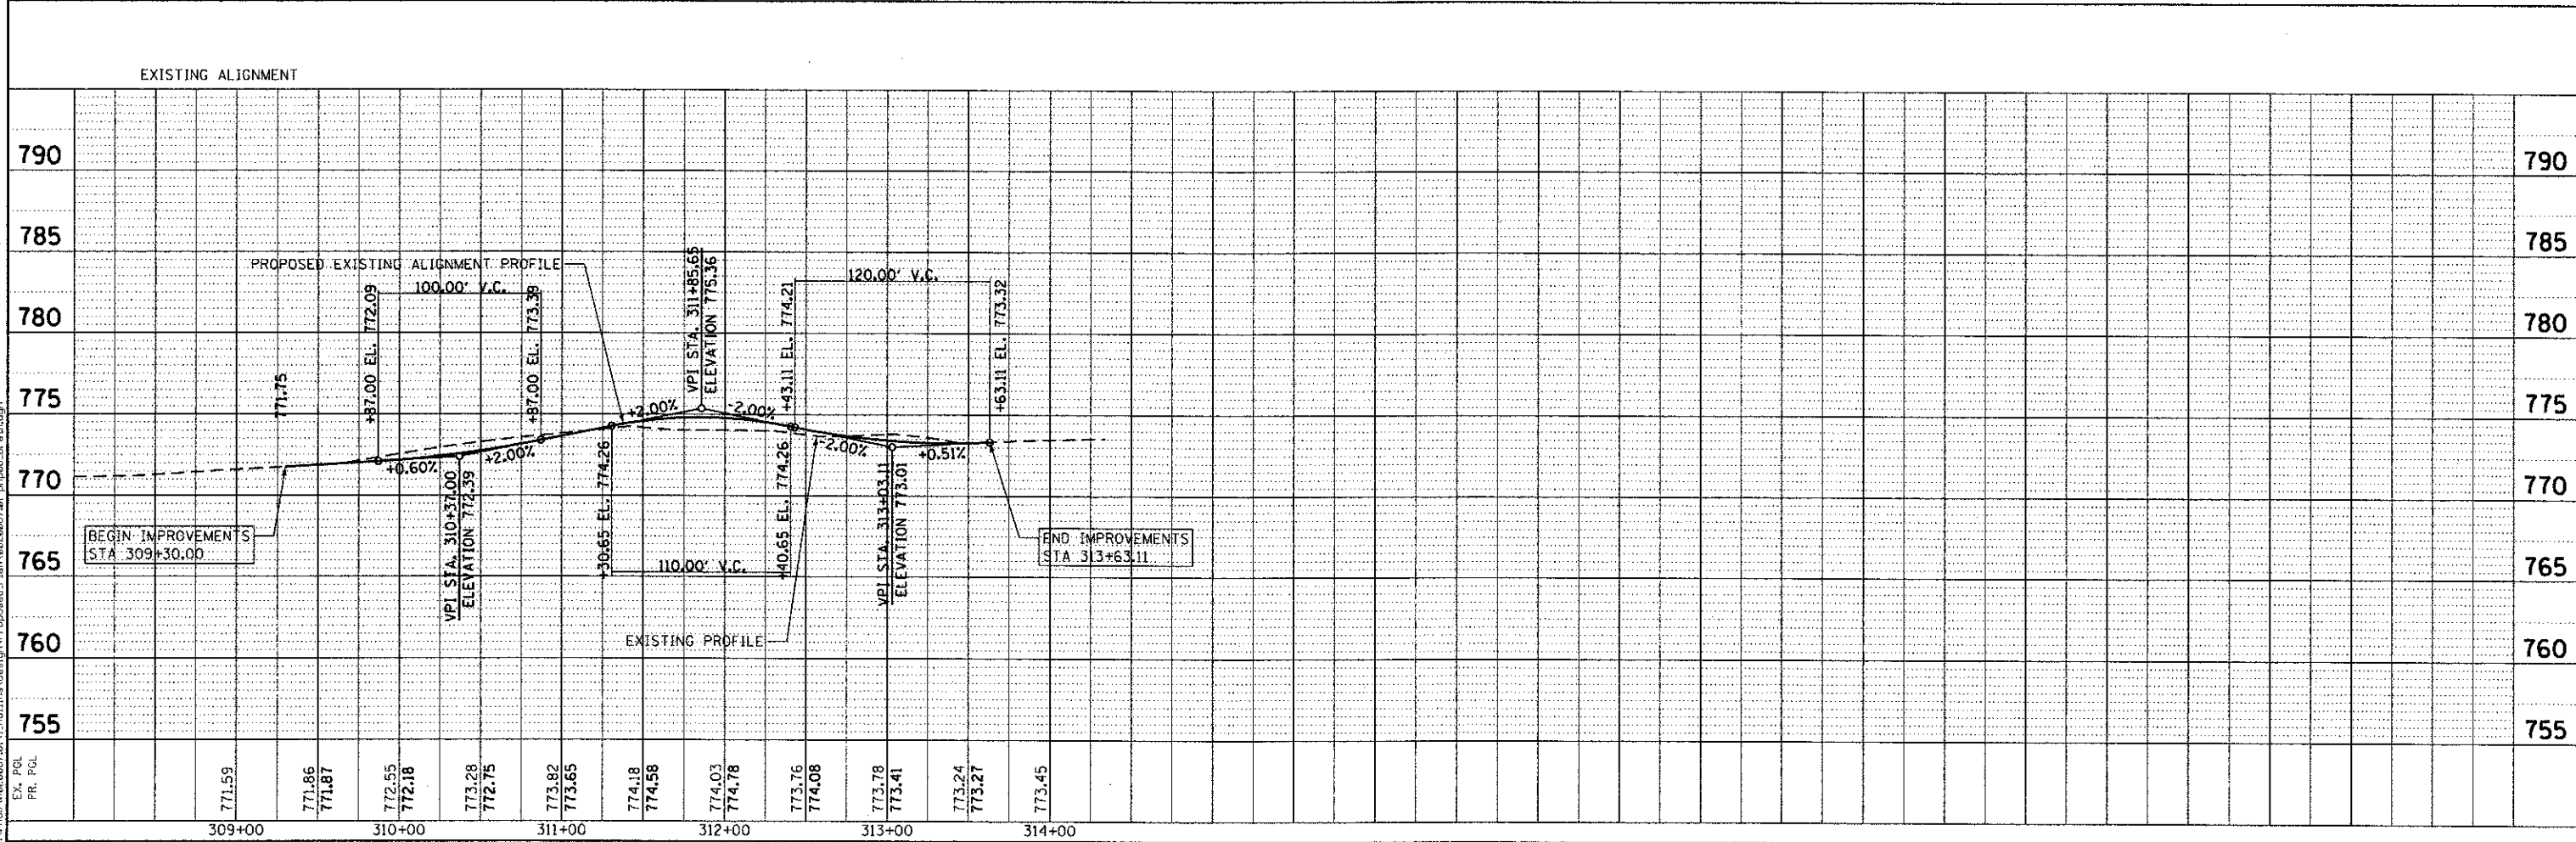 EXISTING ALIGNMENT
790
790
785
785
780
780
775
775
770
770
765
765
760
760
755
755
PROPOSED EXISTING ALIGNMENT PROFILE
771.75
+87.00 EL. 772.09
100.00' V.C.
+87.00 EL. 773.39
VPI STA. 311+85.65
ELEVATION 775.36
+43.11 EL. 774.21
120.00' V.C.
+63.11 EL. 773.32
+0.60%
+2.00%
+2.00%
-2.00%
-2.00%
+0.51%
BEGIN IMPROVEMENTS
STA 309+30.00
VPI STA. 310+37.00
ELEVATION 772.39
+30.65 EL. 774.26
110.00' V.C.
+40.65 EL. 774.26
VPI STA. 313+03.11
ELEVATION 773.01
END IMPROVEMENTS
STA 313+63.11
EXISTING PROFILE
EX. PGL
PR. PGL
771.59
771.86
771.87
772.55
772.18
773.28
772.75
773.82
773.65
774.18
774.58
774.03
774.78
773.76
774.08
773.78
773.41
773.24
773.27
773.45
309+00
310+00
311+00
312+00
313+00
314+00